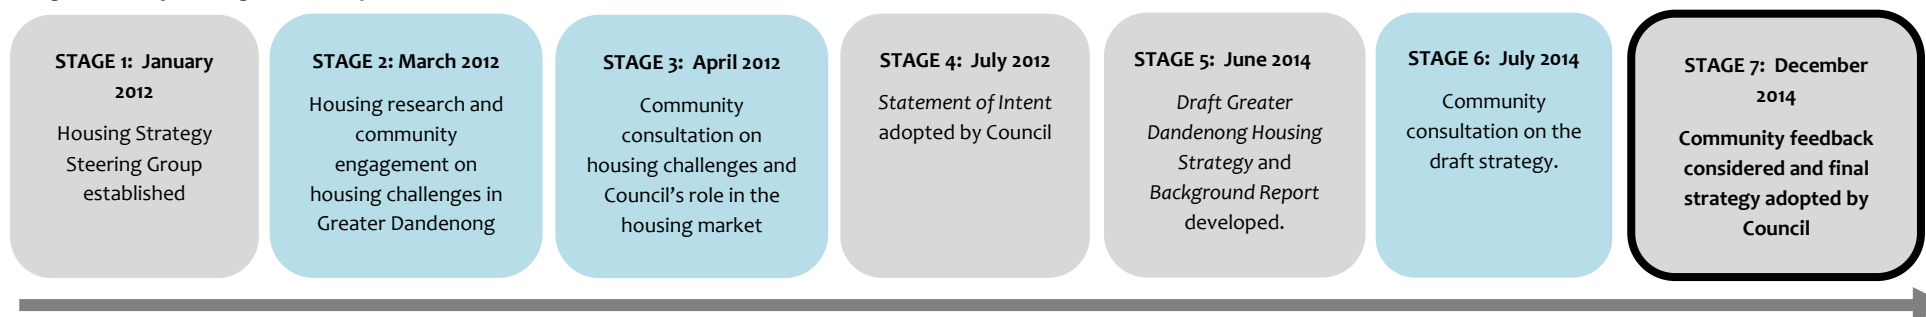 STAGE 1: January
2012
Housing Strategy
Steering Group
established
STAGE 2: March 2012
Housing research and
community
engagement on
housing challenges in
Greater Dandenong
STAGE 3: April 2012
Community
consultation on
housing challenges and
Council's role in the
housing market
STAGE 4: July 2012
Statement of Intent
adopted by Council
STAGE 5: June 2014
Draft Greater
Dandenong Housing
Strategy and
Background Report
developed.
STAGE 6: July 2014
Community
consultation on the
draft strategy.
STAGE 7: December
2014
Community feedback
considered and final
strategy adopted by
Council